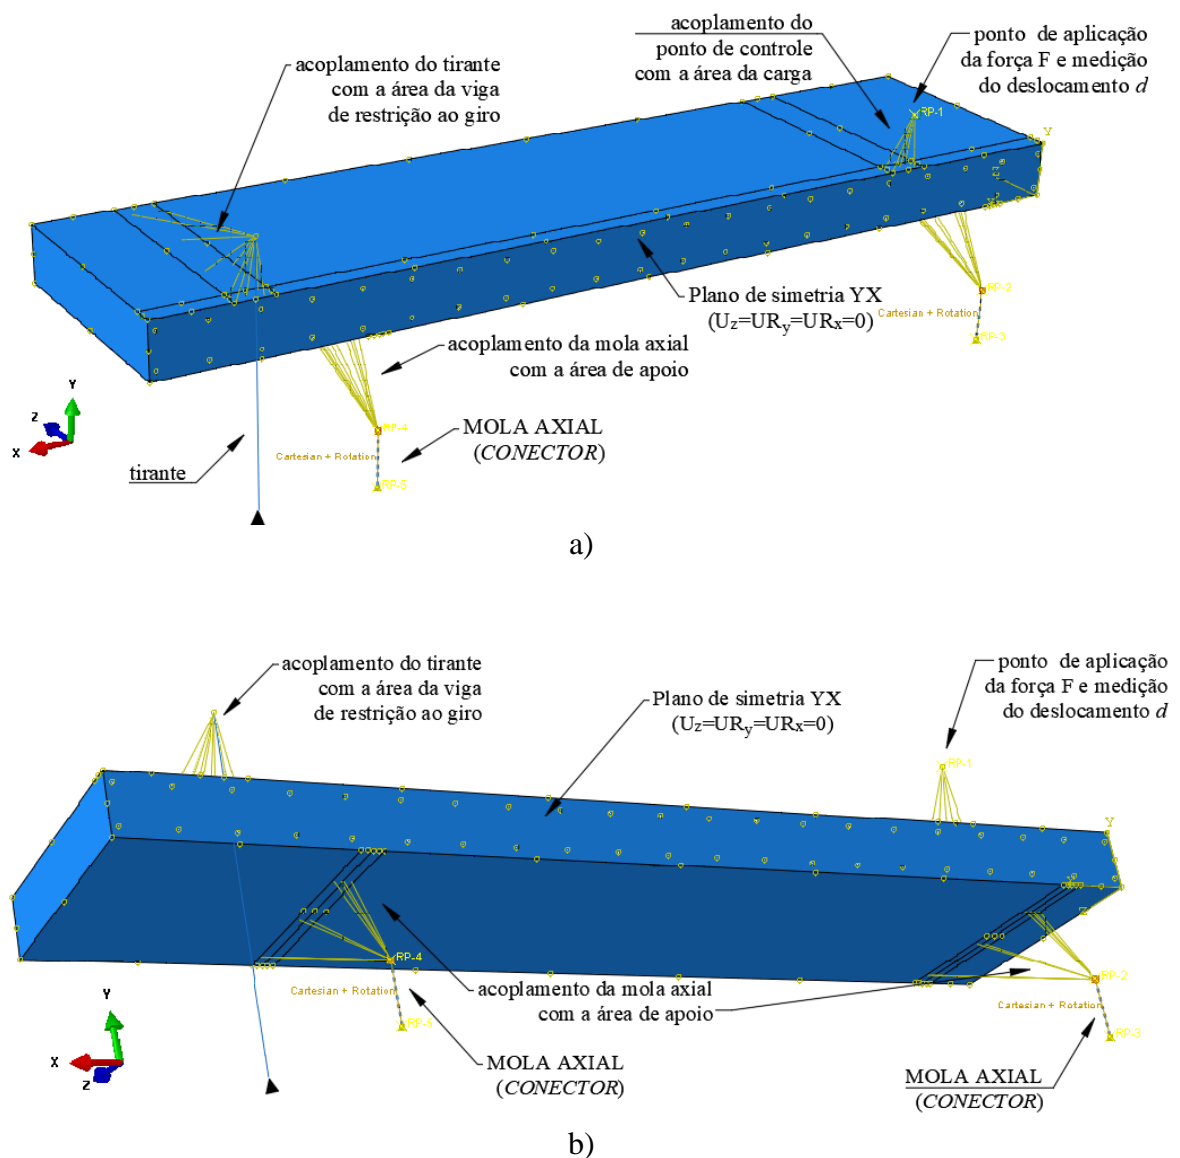 acoplamento do
ponto de controle
com a área da carga
ponto de aplicação
da força F e medição
do deslocamento d
acoplamento do tirante
com a área da viga
de restrição ao giro
RP-1
Y
Z
RP-2
Cartesian + Rotation
RP-3
Plano de simetria YX
(Uz=URy=URx=0)
acoplamento da mola axial
com a área de apoio
Y
Z
X
RP-4
MOLA AXIAL
(CONECTOR)
Cartesian + Rotation
RP-5
tirante
a)
acoplamento do tirante
com a área da viga
de restrição ao giro
Plano de simetria YX
(Uz=URy=URx=0)
ponto de aplicação
da força F e medição
do deslocamento d
RP-1
Y
Z
RP-4
RP-2
Cartesian + Rotation
acoplamento da mola axial
com a área de apoio
Cartesian + Rotation
RP-5
RP-3
Y
X
Z
MOLA AXIAL
(CONECTOR)
MOLA AXIAL
(CONECTOR)
b)